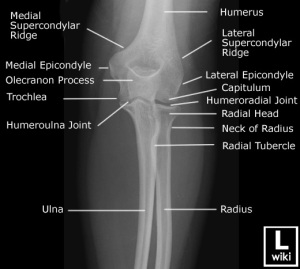 Humerus
Medial
Supercondylar
Ridge
Lateral
Supercondylar
Ridge
Medial Epicondyle
Olecranon Process
Trochlea
Humeroulna Joint
Lateral Epicondyle
Capitulum
Humeroradial Joint
Radial Head
Neck of Radius
Radial Tubercle
Ulna
Radius
L
wiki